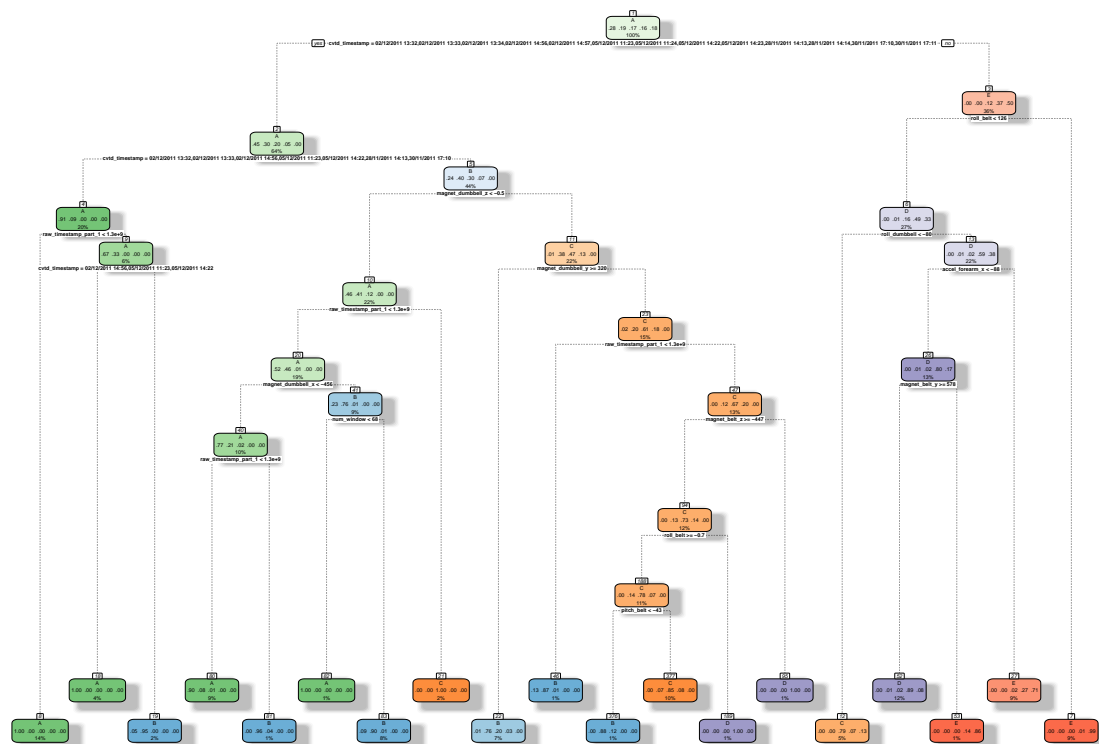 1
A
.28 .19 .17 .16 .18
100%
yes
cvtd_timestamp = 02/12/2011 13:32,02/12/2011 13:33,02/12/2011 13:34,02/12/2011 14:56,02/12/2011 14:57,05/12/2011 11:23,05/12/2011 11:24,05/12/2011 14:22,05/12/2011 14:23,28/11/2011 14:13,28/11/2011 14:14,30/11/2011 17:10,30/11/2011 17:11
no
3
E
.00 .00 .12 .37 .50
36%
roll_belt < 126
2
A
.45 .30 .20 .05 .00
64%
cvtd_timestamp = 02/12/2011 13:32,02/12/2011 13:33,02/12/2011 14:56,05/12/2011 11:23,05/12/2011 14:22,28/11/2011 14:13,30/11/2011 17:10
5
B
.24 .40 .30 .07 .00
44%
magnet_dumbbell_z < −0.5
4
A
.91 .09 .00 .00 .00
20%
raw_timestamp_part_1 < 1.3e+9
6
D
.00 .01 .16 .49 .33
27%
roll_dumbbell < −80
9
A
.67 .33 .00 .00 .00
6%
cvtd_timestamp = 02/12/2011 14:56,05/12/2011 11:23,05/12/2011 14:22
11
C
.01 .38 .47 .13 .00
22%
magnet_dumbbell_y >= 320
13
D
.00 .01 .02 .59 .38
22%
accel_forearm_x < −88
10
A
.46 .41 .12 .00 .00
22%
raw_timestamp_part_1 < 1.3e+9
23
C
.02 .20 .61 .18 .00
15%
raw_timestamp_part_1 < 1.3e+9
20
A
.52 .46 .01 .00 .00
19%
magnet_dumbbell_x < −456
26
D
.00 .01 .02 .80 .17
13%
magnet_belt_y >= 578
41
B
.23 .76 .01 .00 .00
9%
num_window < 68
47
C
.00 .12 .67 .20 .00
13%
magnet_belt_z >= −447
40
A
.77 .21 .02 .00 .00
10%
raw_timestamp_part_1 < 1.3e+9
94
C
.00 .13 .73 .14 .00
12%
roll_belt >= −0.7
188
C
.00 .14 .78 .07 .00
11%
pitch_belt < −43
18
A
1.00 .00 .00 .00 .00
4%
80
A
.90 .08 .01 .00 .00
9%
82
A
1.00 .00 .00 .00 .00
1%
21
C
.00 .00 1.00 .00 .00
2%
46
B
.13 .87 .01 .00 .00
1%
377
C
.00 .07 .85 .08 .00
10%
95
D
.00 .00 .00 1.00 .00
1%
52
D
.00 .01 .02 .89 .08
12%
27
E
.00 .00 .02 .27 .71
9%
8
A
1.00 .00 .00 .00 .00
14%
19
B
.05 .95 .00 .00 .00
2%
81
B
.00 .96 .04 .00 .00
1%
83
B
.09 .90 .01 .00 .00
8%
22
B
.01 .76 .20 .03 .00
7%
376
B
.00 .88 .12 .00 .00
1%
189
D
.00 .00 .00 1.00 .00
1%
12
C
.00 .00 .79 .07 .13
5%
53
E
.00 .00 .00 .14 .86
1%
7
E
.00 .00 .00 .01 .99
9%